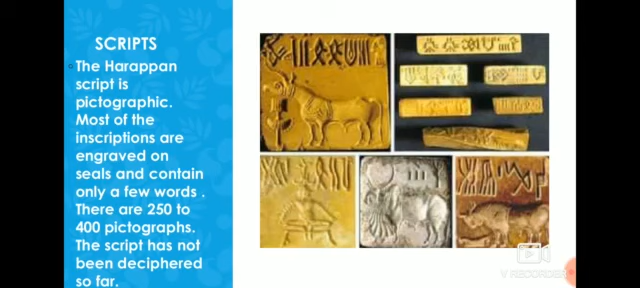 SCRIPTS
The Harappan
script is
pictographic.
Most of the
inscriptions are
engraved on
seals and contain
only a few words .
There are 250 to
400 pictographs.
The script has not
been deciphered
so far.
V RECORDER